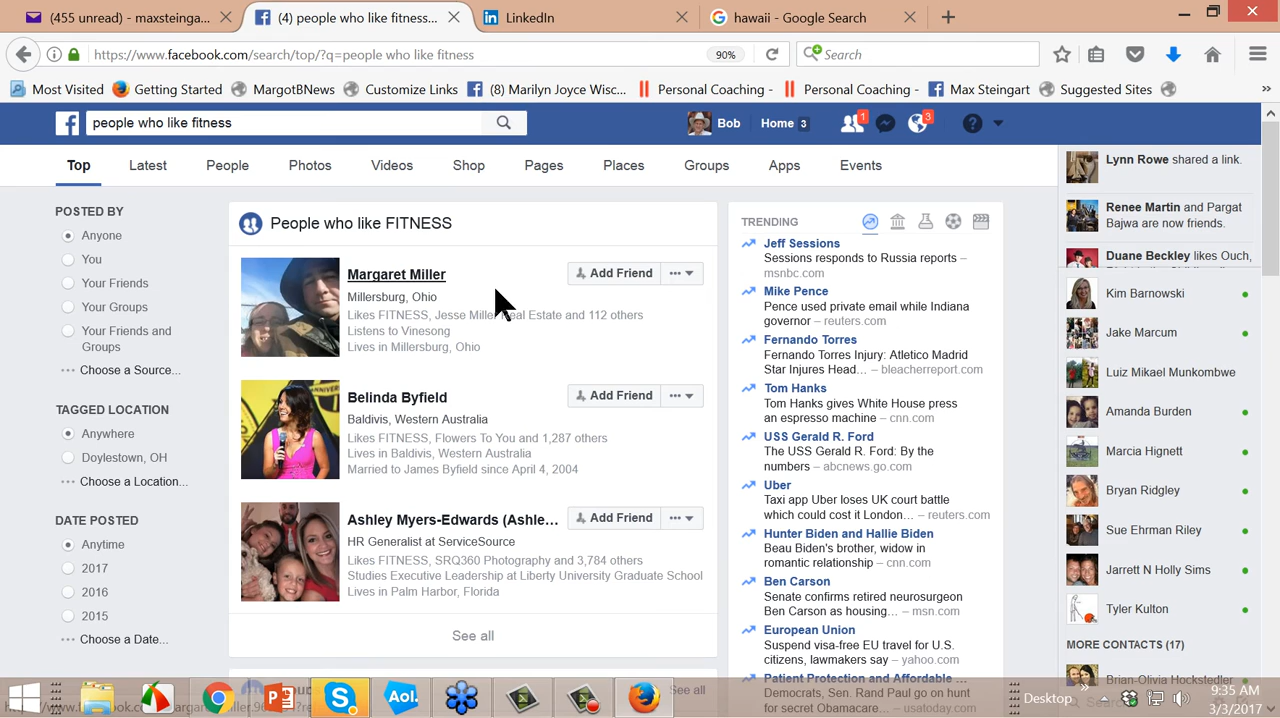 (455 unread) - maxsteinga...
(4) people who like fitness...
LinkedIn
hawaii - Google Search
https://www.facebook.com/search/top/?q=people who like fitness
90%
Search
Most Visited
Getting Started
MargotBNews
Customize Links
(8) Marilyn Joyce Wisc...
Personal Coaching -
Personal Coaching -
Max Steingart
Suggested Sites
people who like fitness
Bob
Home 3
1
3
Top
Latest
People
Photos
Videos
Shop
Pages
Places
Groups
Apps
Events
POSTED BY
Anyone
You
Your Friends
Your Groups
Your Friends and
Groups
Choose a Source...
TAGGED LOCATION
Anywhere
Doylestown, OH
Choose a Location...
DATE POSTED
Anytime
2017
2016
2015
Choose a Date...
People who like FITNESS
Margaret Miller
Add Friend
Millersburg, Ohio
Likes FITNESS, Jesse Miller Real Estate and 112 others
Listens to Vinesong
Lives in Millersburg, Ohio
Belinda Byfield
Add Friend
Baldivis, Western Australia
Likes FITNESS, Flowers To You and 1,287 others
Lives in Baldivis, Western Australia
Married to James Byfield since April 4, 2004
Ashley Myers-Edwards (Ashle...
Add Friend
HR Generalist at ServiceSource
Likes FITNESS, SRQ360 Photography and 3,784 others
Studies Executive Leadership at Liberty University Graduate School
Lives in Palm Harbor, Florida
See all
See all
TRENDING
Jeff Sessions
Sessions responds to Russia reports –
msnbc.com
Mike Pence
Pence used private email while Indiana
governor – reuters.com
Fernando Torres
Fernando Torres Injury: Atletico Madrid
Star Injures Head... – bleacherreport.com
Tom Hanks
Tom Hanks gives White House press
an espresso machine – cnn.com
USS Gerald R. Ford
The USS Gerald R. Ford: By the
numbers – abcnews.go.com
Uber
Taxi app Uber loses UK court battle
which could cost it London... – reuters.com
Hunter Biden and Hallie Biden
Beau Biden's brother, widow in
romantic relationship – cnn.com
Ben Carson
Senate confirms retired neurosurgeon
Ben Carson as housing... – msn.com
European Union
Suspend visa-free EU travel for U.S.
citizens, lawmakers say – yahoo.com
Patient Protection and Affordable ...
Democrats, Sen. Rand Paul go on hunt
for secret Obamacare... – usatoday.com
Lynn Rowe shared a link.
Renee Martin and Pargat
Bajwa are now friends.
Duane Beckley likes Ouch,
Kim Barnowski
Jake Marcum
Luiz Mikael Munkombwe
Amanda Burden
Marcia Hignett
Bryan Ridgley
Sue Ehrman Riley
Jarrett N Holly Sims
Tyler Kulton
MORE CONTACTS (17)
Brian-Olivia Hockstedler
Search
Aol.
Desktop
9:35 AM
3/3/2017